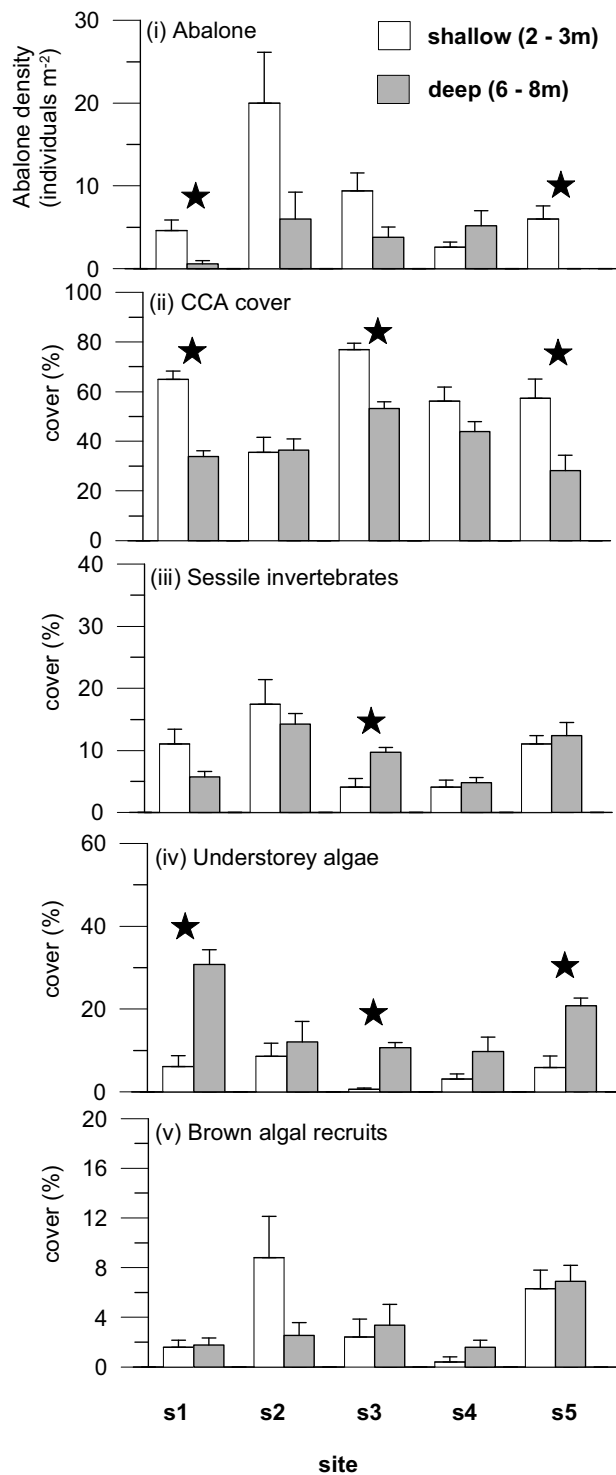 (i) Abalone
shallow (2 - 3m)
deep (6 - 8m)
Abalone density
(individuals m-2)
30
20
10
0
(ii) CCA cover
cover (%)
100
80
60
40
20
0
(iii) Sessile invertebrates
cover (%)
40
30
20
10
0
(iv) Understorey algae
cover (%)
60
40
20
0
(v) Brown algal recruits
cover (%)
20
16
12
8
4
0
s1 s2 s3 s4 s5
site